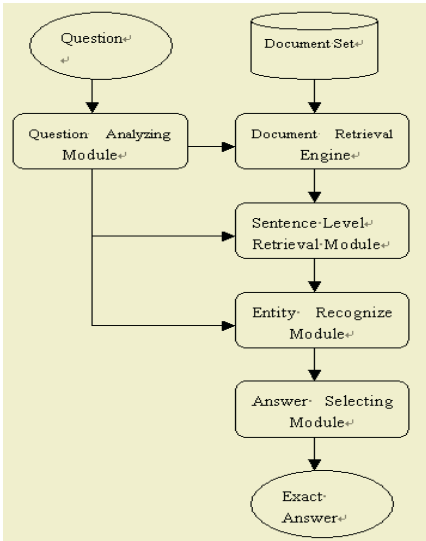 Question
Document Set
Question Analyzing
Module
Document Retrieval
Engine
Sentence Level
Retrieval Module
Entity Recognize
Module
Answer Selecting
Module
Exact
Answer